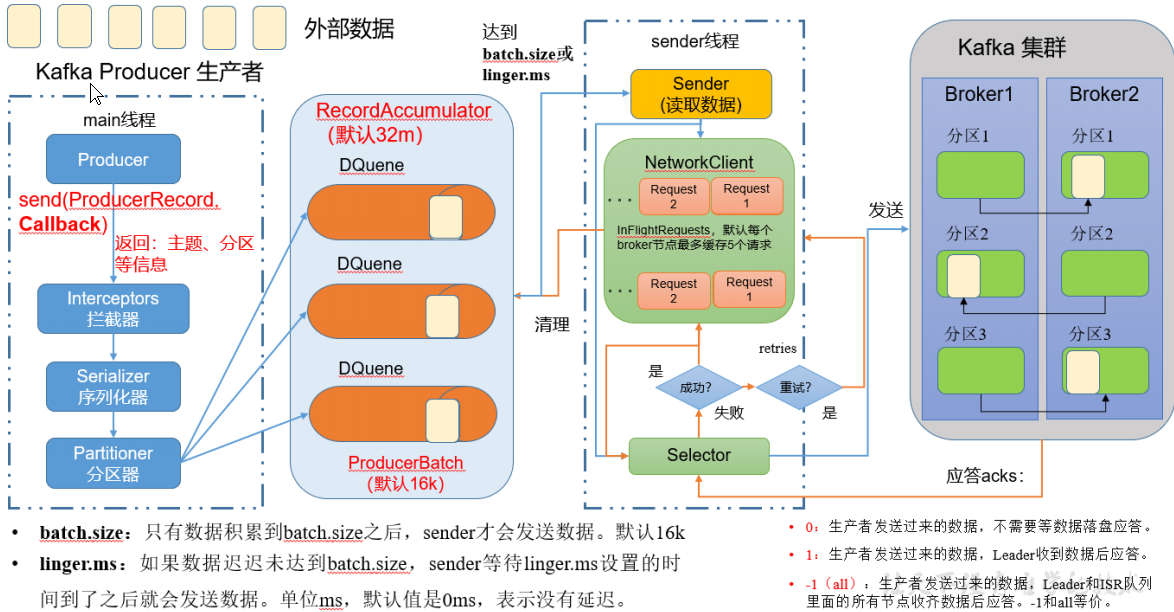 外部数据
Kafka Producer 生产者
main线程
Producer
send(ProducerRecord,
Callback)
返回：主题、分区
等信息
Interceptors
拦截器
Serializer
序列化器
Partitioner
分区器
RecordAccumulator
(默认32m)
DQuene
DQuene
DQuene
ProducerBatch
(默认16k)
达到
batch.size或
linger.ms
清理
sender线程
Sender
(读取数据)
NetworkClient
...
Request
2
Request
1
InFlightRequests，默认每个
broker节点最多缓存5个请求
...
Request
2
Request
1
retries
是
成功?
重试?
失败
是
Selector
发送
应答acks：
Kafka 集群
Broker1
分区1
分区2
分区3
Broker2
分区1
分区2
分区3
• batch.size：只有数据积累到batch.size之后，sender才会发送数据。默认16k
• linger.ms：如果数据迟迟未达到batch.size，sender等待linger.ms设置的时
间到了之后就会发送数据。单位ms，默认值是0ms，表示没有延迟。
• 0：生产者发送过来的数据，不需要等数据落盘应答。
• 1：生产者发送过来的数据，Leader收到数据后应答。
• -1（all）：生产者发送过来的数据，Leader和ISR队列
里面的所有节点收齐数据后应答。-1和all等价。